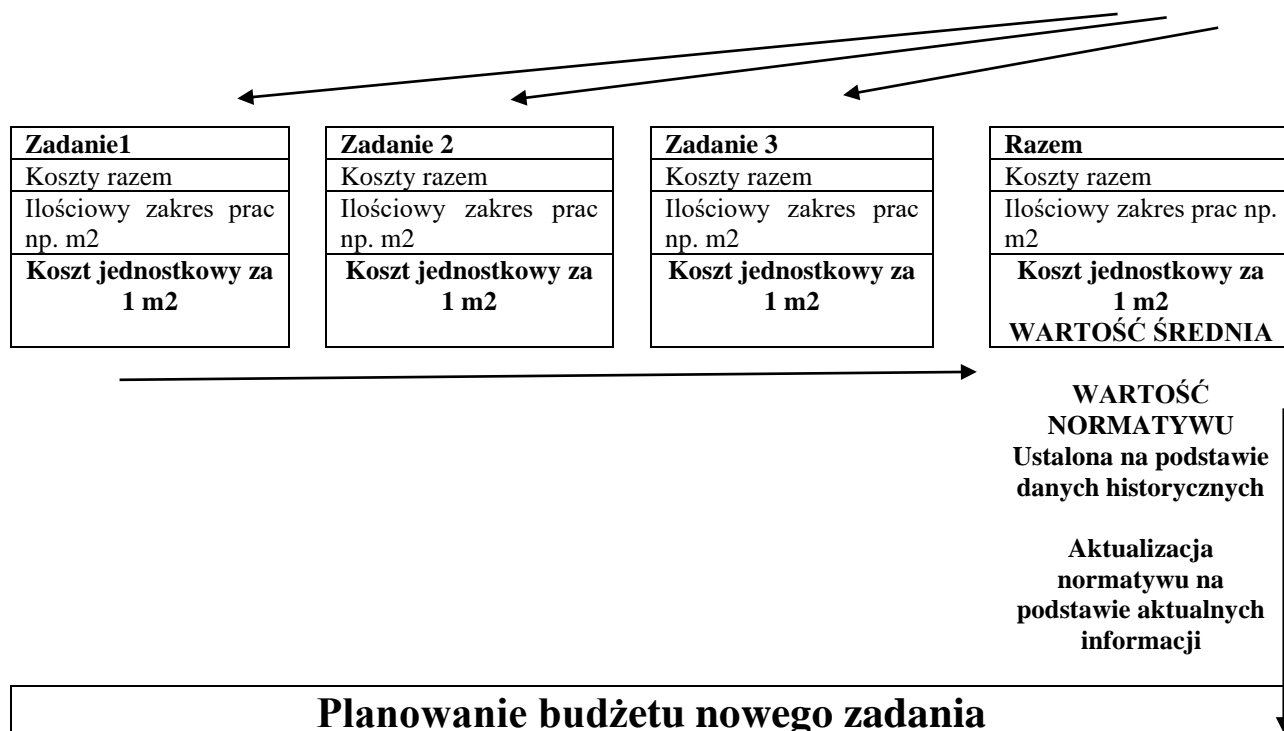 Zadanie1
Koszty razem
Ilościowy zakres prac
np. m2
Koszt jednostkowy za
1 m2
Zadanie 2
Koszty razem
Ilościowy zakres prac
np. m2
Koszt jednostkowy za
1 m2
Zadanie 3
Koszty razem
Ilościowy zakres prac
np. m2
Koszt jednostkowy za
1 m2
Razem
Koszty razem
Ilościowy zakres prac np.
m2
Koszt jednostkowy za
1 m2
WARTOŚĆ ŚREDNIA
WARTOŚĆ
NORMATYWU
Ustalona na podstawie
danych historycznych
Aktualizacja
normatywu na
podstawie aktualnych
informacji
Planowanie budżetu nowego zadania